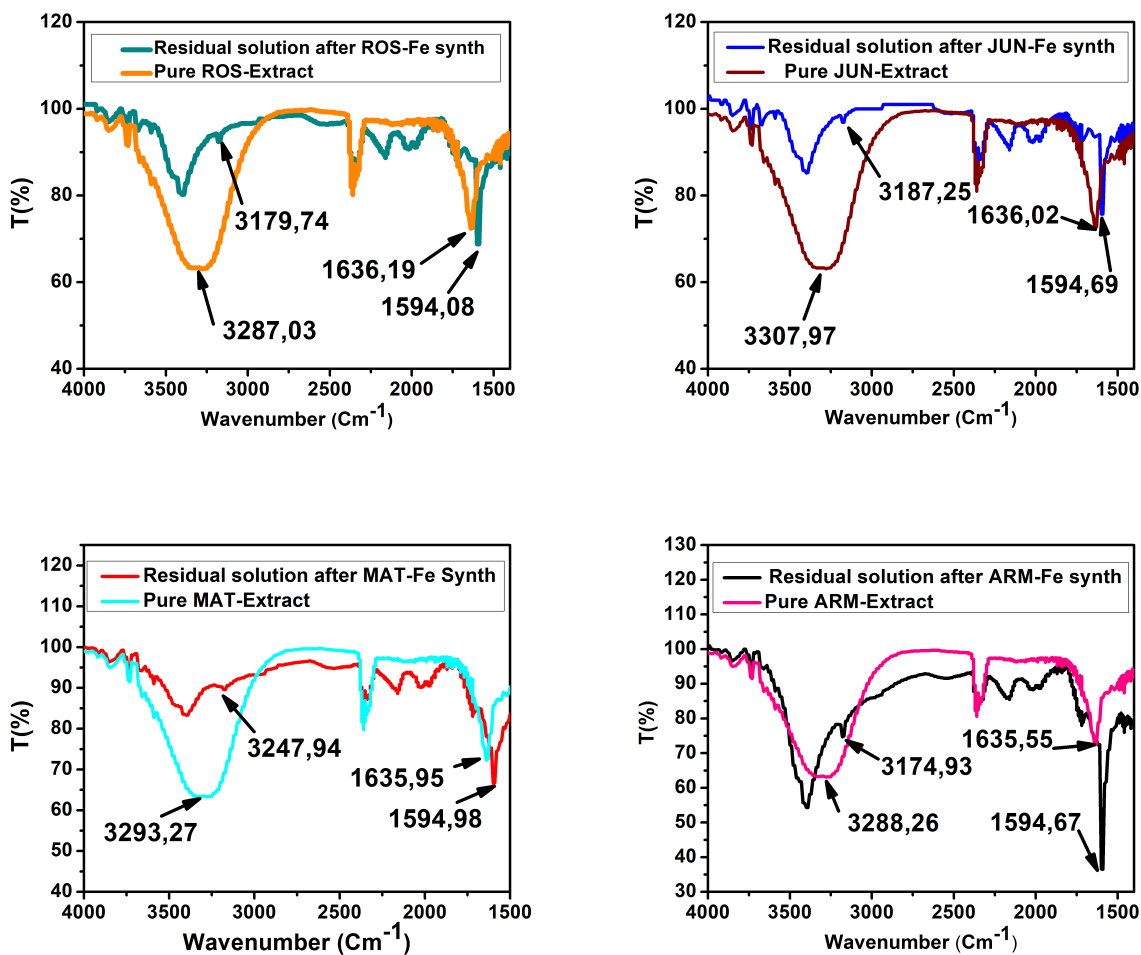 120
100
80
60
40
T(%)
Residual solution after ROS-Fe synth
Pure ROS-Extract
3179,74
1636,19
1594,08
3287,03
4000 3500 3000 2500 2000 1500
Wavenumber (Cm-1)
120
100
80
60
40
T(%)
Residual solution after JUN-Fe synth
Pure JUN-Extract
3187,25
1636,02
1594,69
3307,97
4000 3500 3000 2500 2000 1500
Wavenumber (Cm-1)
120
110
100
90
80
70
60
50
40
T(%)
Residual solution after MAT-Fe Synth
Pure MAT-Extract
3247,94
1635,95
1594,98
3293,27
4000 3500 3000 2500 2000 1500
Wavenumber (Cm-1)
130
120
110
100
90
80
70
60
50
40
30
T(%)
Residual solution after ARM-Fe synth
Pure ARM-Extract
1635,55
3174,93
3288,26
1594,67
4000 3500 3000 2500 2000 1500
Wavenumber (Cm-1)